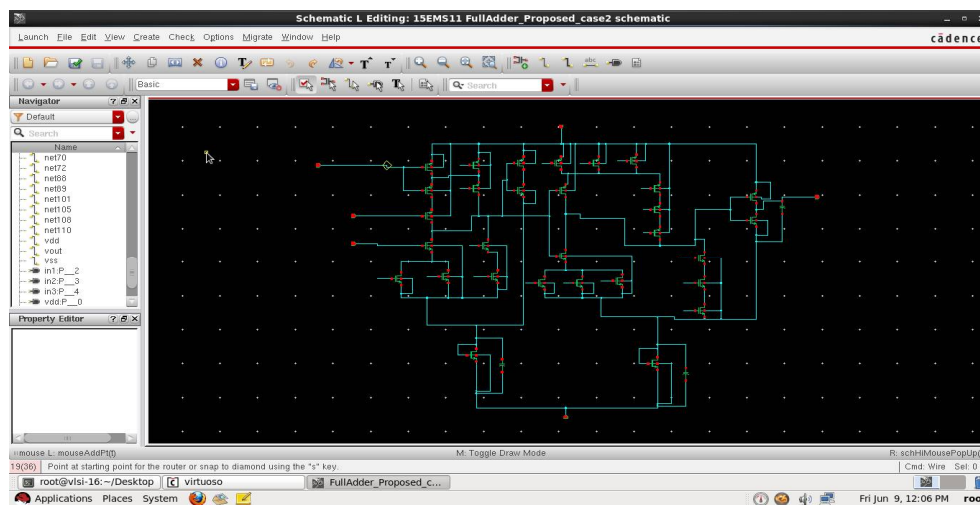 Schematic L Editing: 15EMS11 FullAdder_Proposed_case2 schematic
Launch File Edit View Create Check Options Migrate Window Help
cādence
Basic
Search
Navigator
Default
Search
Name
net70
net72
net88
net89
net101
net105
net108
net110
vdd
vout
vss
in1:P__2
in2:P__3
in3:P__4
vdd:P__0
Property Editor
mouse L: mouseAddPt(t) M: Toggle Draw Mode R: schHiMousePopUp(
19(36) Point at starting point for the router or snap to diamond using the "s" key. Cmd: Wire Sel: 0
root@vlsi-16:~/Desktop virtuoso FullAdder_Proposed_c...
Applications Places System Fri Jun 9, 12:06 PM roo